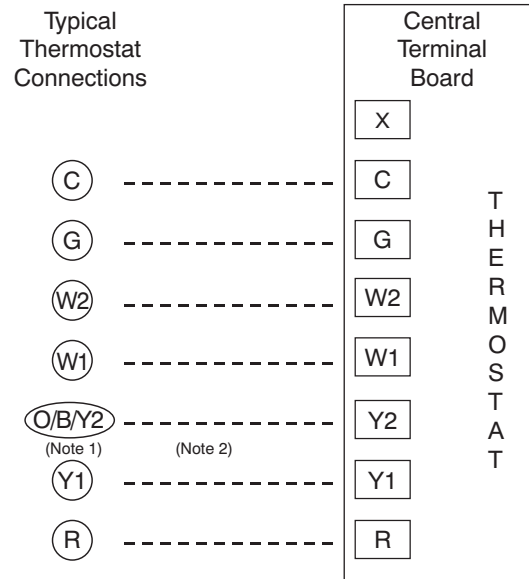 Typical
Thermostat
Connections
Central
Terminal
Board
X
C
C
G
G
W2
W2
W1
W1
O/B/Y2
Y2
(Note 1)
(Note 2)
Y1
Y1
R
R
THERMOSTAT